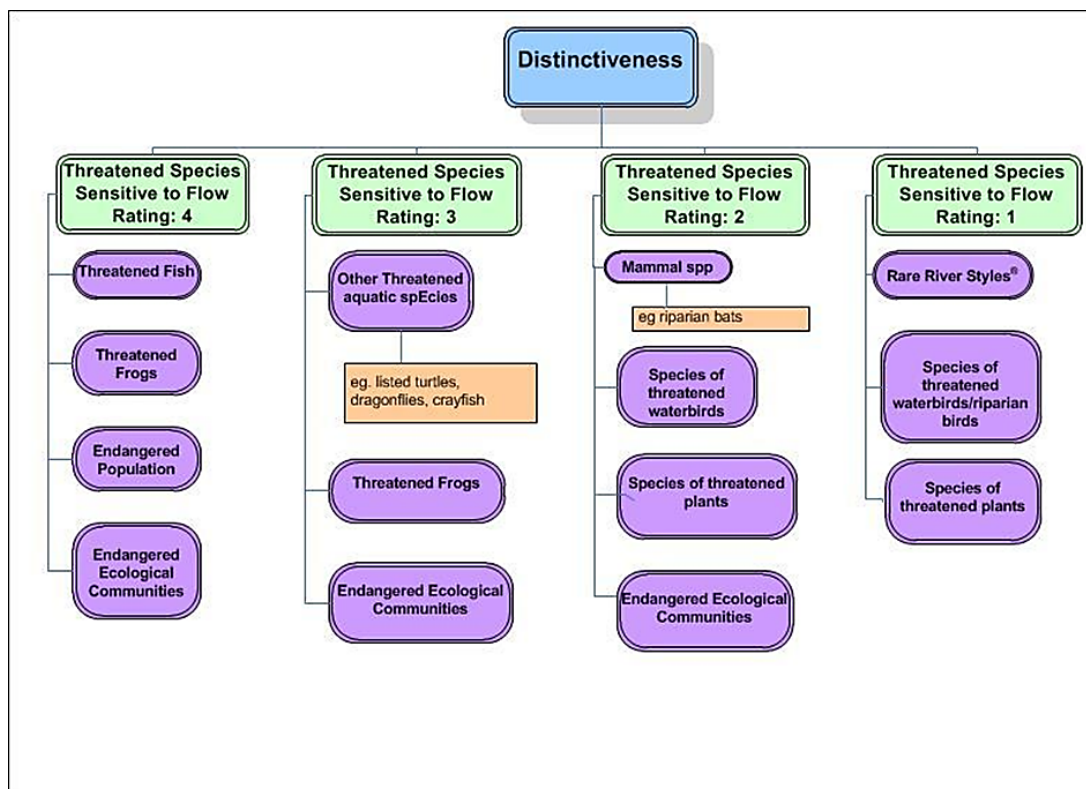 Distinctiveness
Threatened Species
Sensitive to Flow
Rating: 4
Threatened Fish
Threatened
Frogs
Endangered
Population
Endangered
Ecological
Communities
Threatened Species
Sensitive to Flow
Rating: 3
Other Threatened
aquatic spEcies
eg. listed turtles,
dragonflies, crayfish
Threatened Frogs
Endangered Ecological
Communities
Threatened Species
Sensitive to Flow
Rating: 2
Mammal spp
eg riparian bats
Species of
threatened
waterbirds
Species of threatened
plants
Endangered Ecological
Communities
Threatened Species
Sensitive to Flow
Rating: 1
Rare River Styles®
Species of
threatened
waterbirds/riparian
birds
Species of
threatened plants